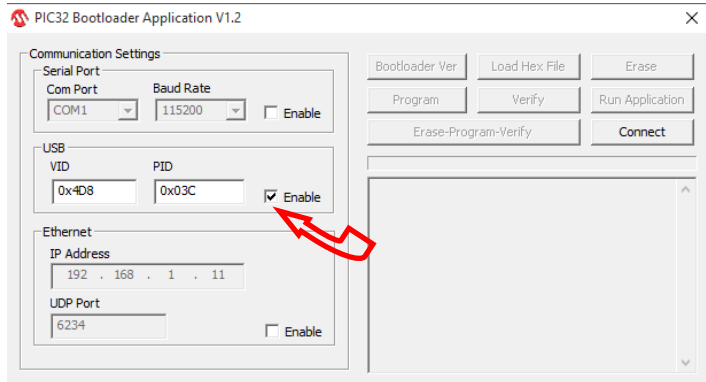 PIC32 Bootloader Application V1.2
Communication Settings
Serial Port
Com Port Baud Rate
COM1 115200 Enable
USB
VID PID
0x4D8 0x03C Enable
Ethernet
IP Address
192 . 168 . 1 . 11
UDP Port
6234 Enable
Bootloader Ver Load Hex File Erase
Program Verify Run Application
Erase-Program-Verify Connect